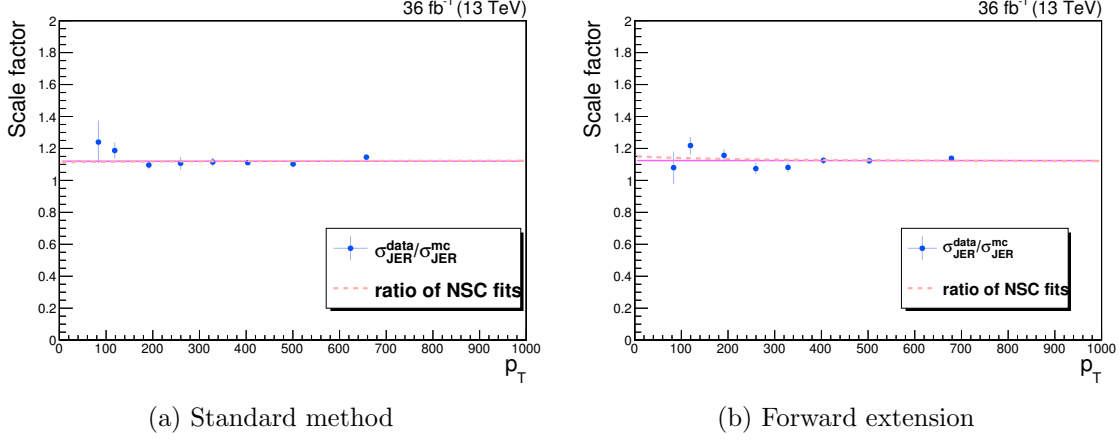 36 fb⁻¹ (13 TeV)
Scale factor
2
1.8
1.6
1.4
1.2
1
0.8
0.6
0.4
0.2
0
σ_JER^data/σ_JER^mc
ratio of NSC fits
0 100 200 300 400 500 600 700 800 900 1000
p_T
(a) Standard method
36 fb⁻¹ (13 TeV)
Scale factor
2
1.8
1.6
1.4
1.2
1
0.8
0.6
0.4
0.2
0
σ_JER^data/σ_JER^mc
ratio of NSC fits
0 100 200 300 400 500 600 700 800 900 1000
p_T
(b) Forward extension